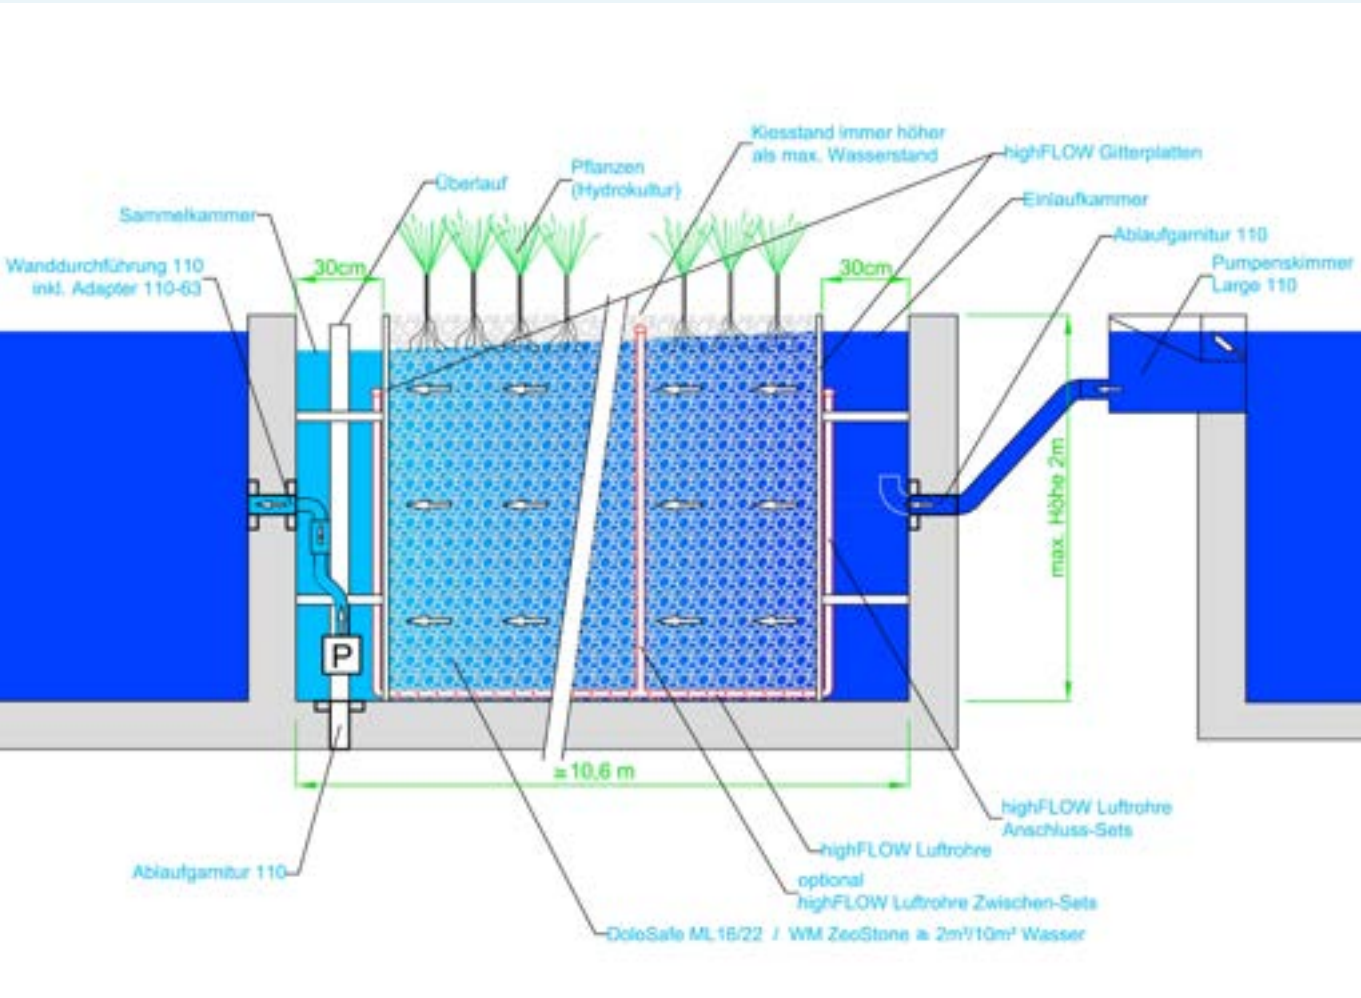 Kiesstand immer höher
als max. Wasserstand
highFLOW Gitterplatten
Pflanzen
(Hydrokultur)
Überlauf
Einlaufkammer
Sammelkammer
Ablaufgarnitur 110
Wanddurchführung 110
inkl. Adapter 110-63
Pumpenskimmer
Large 110
30cm
30cm
max. Höhe 2m
P
≅ 10,6 m
highFLOW Luftrohre
Anschluss-Sets
highFLOW Luftrohre
Ablaufgarnitur 110
optional
highFLOW Luftrohre Zwischen-Sets
DoloSafe ML16/22 / WM ZeoStone ≅ 2m³/10m³ Wasser